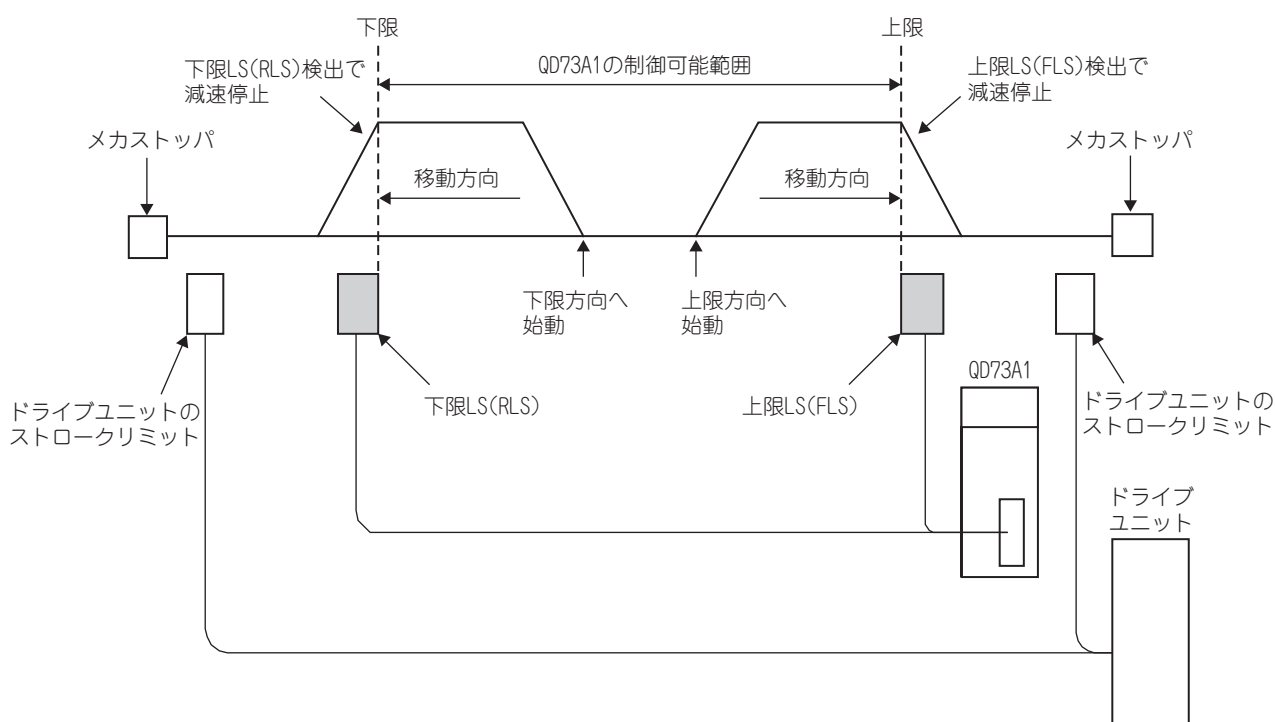 下限
上限
下限LS(RLS)検出で
減速停止
QD73A1の制御可能範囲
上限LS(FLS)検出で
減速停止
メカストッパ
メカストッパ
移動方向
移動方向
下限方向へ
始動
上限方向へ
始動
QD73A1
下限LS(RLS)
上限LS(FLS)
ドライブユニットの
ストロークリミット
ドライブユニットの
ストロークリミット
ドライブ
ユニット